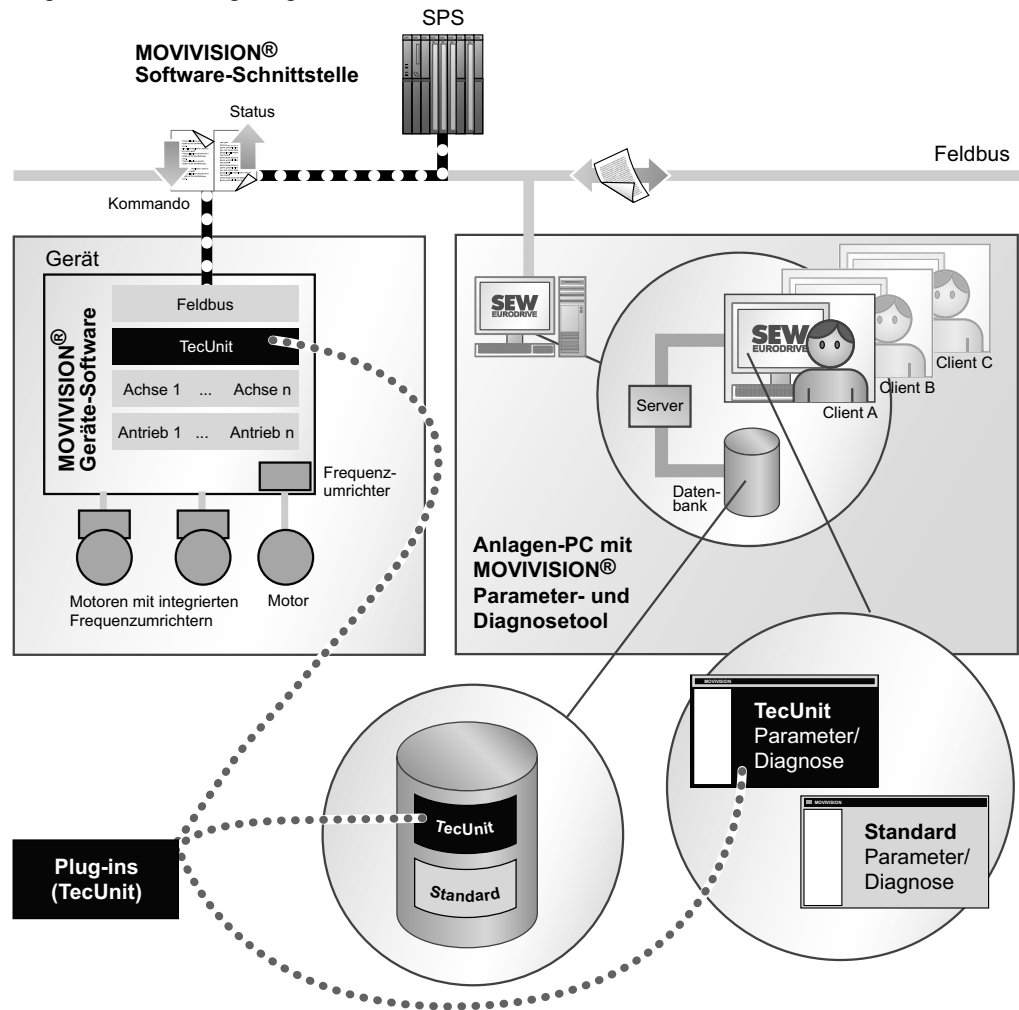 SPS
MOVIVISION®
Software-Schnittstelle
Status
Kommando
Feldbus
Gerät
MOVIVISION®
Geräte-Software
Feldbus
TecUnit
Achse 1 ... Achse n
Antrieb 1 ... Antrieb n
Frequenz-
umrichter
Motoren mit integrierten
Frequenzumrichtern
Motor
SEW
EURODRIVE
SEW
EURODRIVE
Server
Daten-
bank
Client A
Client B
Client C
Anlagen-PC mit
MOVIVISION®
Parameter- und
Diagnosetool
MOVIVISION
TecUnit
Parameter/
Diagnose
MOVIVISION
Standard
Parameter/
Diagnose
TecUnit
Standard
Plug-ins
(TecUnit)